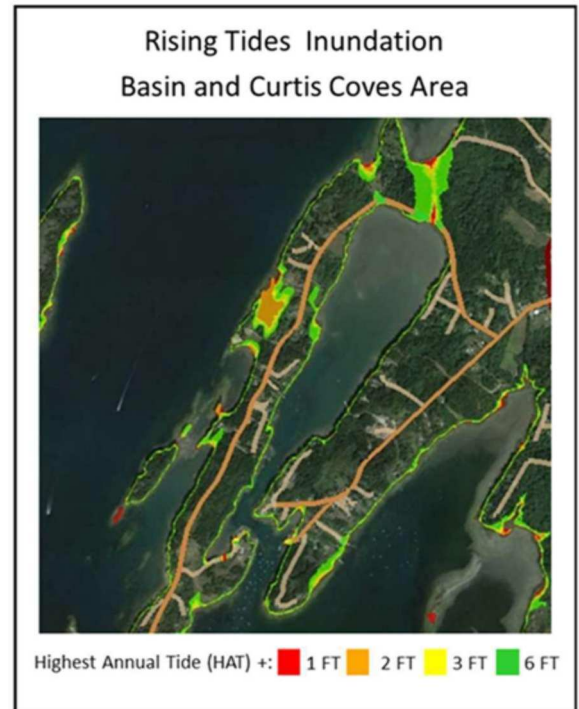 Rising Tides Inundation
Basin and Curtis Coves Area
Highest Annual Tide (HAT) +: 1 FT 2 FT 3 FT 6 FT